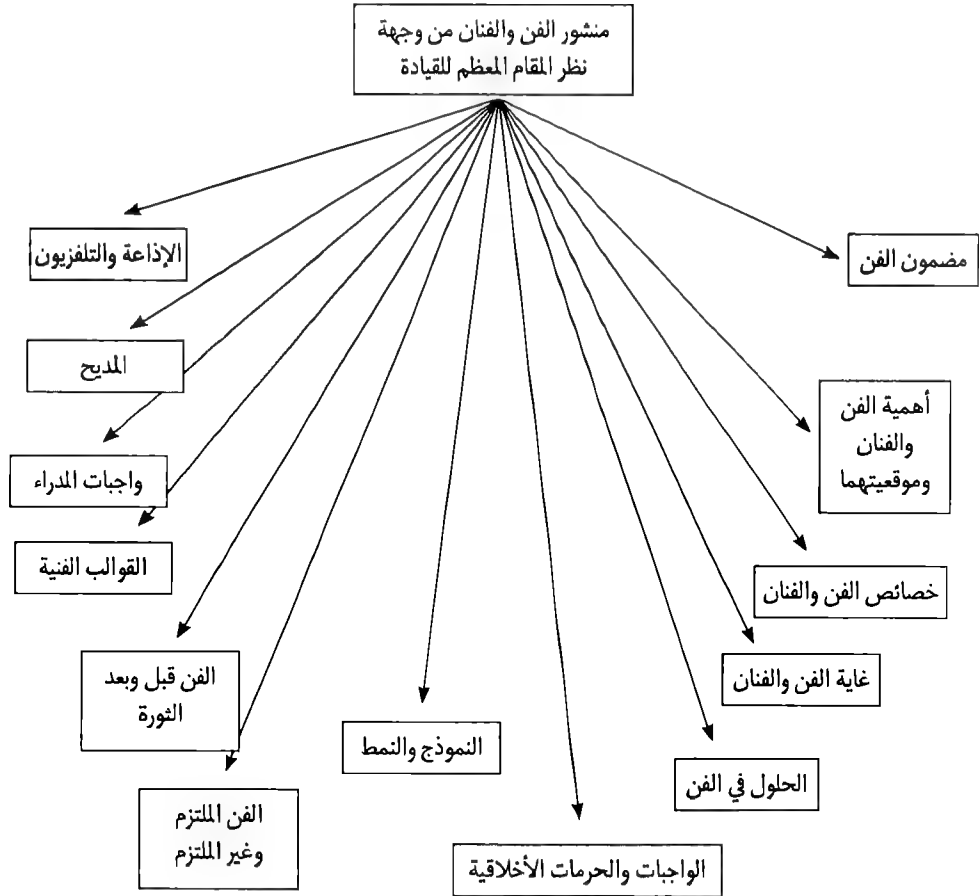 منشور الفن والفنان من وجهة
نظر المقام المعظم للقيادة
مضمون الفن
أهمية الفن
والفنان
وموقعيتهما
خصائص الفن والفنان
غاية الفن والفنان
الحلول في الفن
الواجبات والحرمات الأخلاقية
النموذج والنمط
الفن الملتزم
وغير الملتزم
الفن قبل وبعد
الثورة
القوالب الفنية
واجبات المدراء
المديح
الإذاعة والتلفزيون